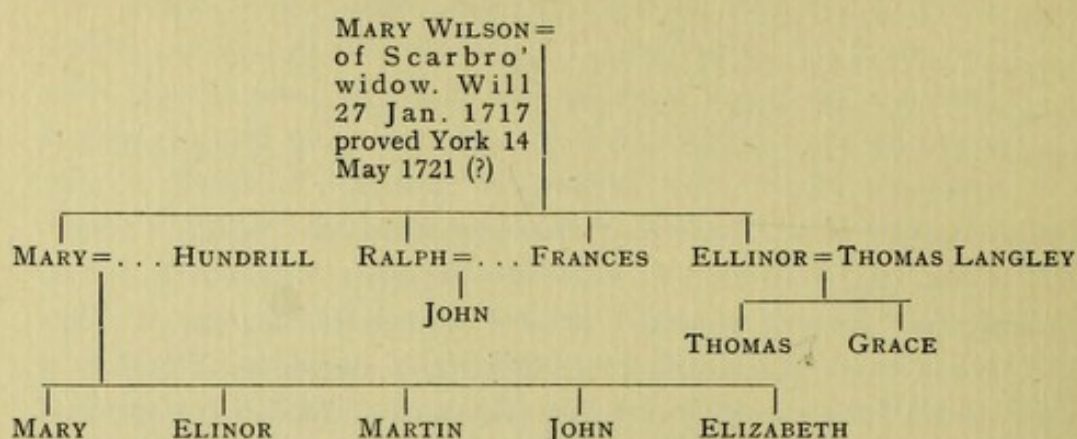 MARY WILSON=
of Scarbro'
widow. Will
27 Jan. 1717
proved York 14
May 1721 (?)
MARY=... HUNDRILL RALPH=... FRANCES ELLINOR=THOMAS LANGLEY
JOHN
THOMAS GRACE
MARY ELINOR MARTIN JOHN ELIZABETH